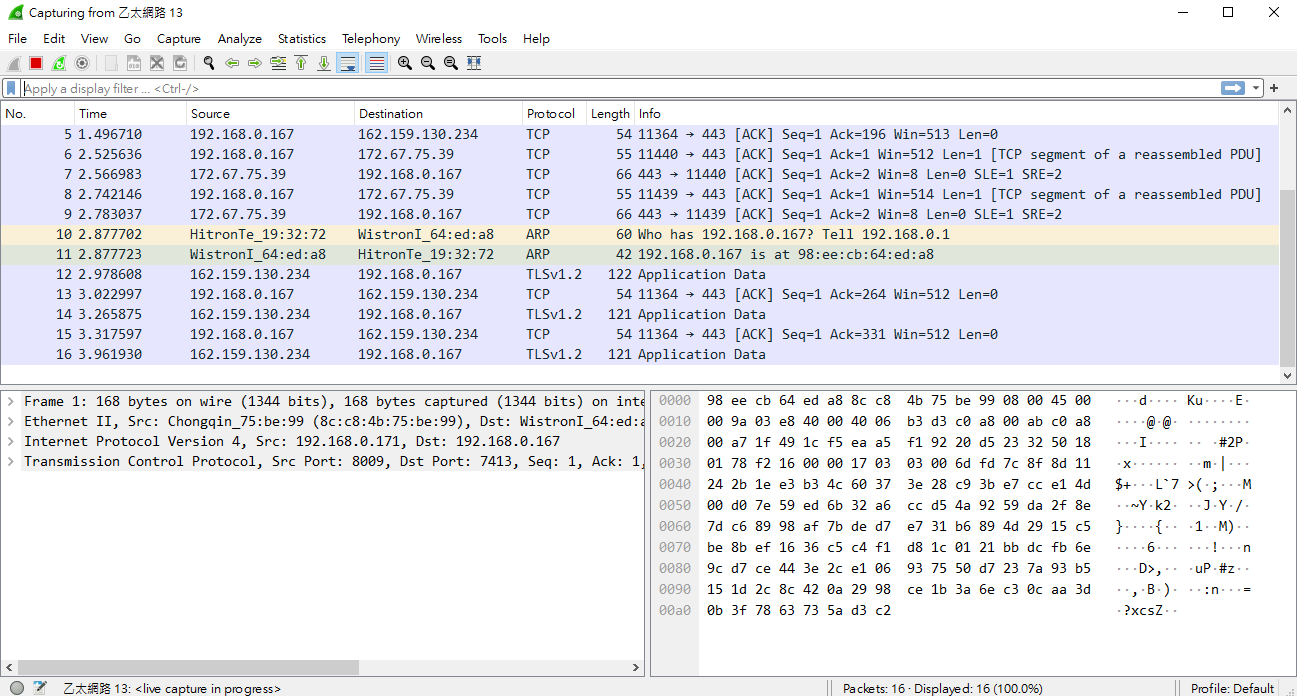 Capturing from 乙太網路 13
File Edit View Go Capture Analyze Statistics Telephony Wireless Tools Help
Apply a display filter ... <Ctrl-/>
No. Time Source Destination Protocol Length Info
5 1.496710 192.168.0.167 162.159.130.234 TCP 54 11364 → 443 [ACK] Seq=1 Ack=196 Win=513 Len=0
6 2.525636 192.168.0.167 172.67.75.39 TCP 55 11440 → 443 [ACK] Seq=1 Ack=1 Win=512 Len=1 [TCP segment of a reassembled PDU]
7 2.566983 172.67.75.39 192.168.0.167 TCP 66 443 → 11440 [ACK] Seq=1 Ack=2 Win=8 Len=0 SLE=1 SRE=2
8 2.742146 192.168.0.167 172.67.75.39 TCP 55 11439 → 443 [ACK] Seq=1 Ack=1 Win=514 Len=1 [TCP segment of a reassembled PDU]
9 2.783037 172.67.75.39 192.168.0.167 TCP 66 443 → 11439 [ACK] Seq=1 Ack=2 Win=8 Len=0 SLE=1 SRE=2
10 2.877702 HitronTe_19:32:72 WistronI_64:ed:a8 ARP 60 Who has 192.168.0.167? Tell 192.168.0.1
11 2.877723 WistronI_64:ed:a8 HitronTe_19:32:72 ARP 42 192.168.0.167 is at 98:ee:cb:64:ed:a8
12 2.978608 162.159.130.234 192.168.0.167 TLSv1.2 122 Application Data
13 3.022997 192.168.0.167 162.159.130.234 TCP 54 11364 → 443 [ACK] Seq=1 Ack=264 Win=512 Len=0
14 3.265875 162.159.130.234 192.168.0.167 TLSv1.2 121 Application Data
15 3.317597 192.168.0.167 162.159.130.234 TCP 54 11364 → 443 [ACK] Seq=1 Ack=331 Win=512 Len=0
16 3.961930 162.159.130.234 192.168.0.167 TLSv1.2 121 Application Data
Frame 1: 168 bytes on wire (1344 bits), 168 bytes captured (1344 bits) on inte
Ethernet II, Src: Chongqin_75:be:99 (8c:c8:4b:75:be:99), Dst: WistronI_64:ed:a
Internet Protocol Version 4, Src: 192.168.0.171, Dst: 192.168.0.167
Transmission Control Protocol, Src Port: 8009, Dst Port: 7413, Seq: 1, Ack: 1,
0000 98 ee cb 64 ed a8 8c c8 4b 75 be 99 08 00 45 00 ···d···· Ku····E·
0010 00 9a 03 e8 40 00 40 06 b3 d3 c0 a8 00 ab c0 a8 ····@·@· ········
0020 00 a7 1f 49 1c f5 ea a5 f1 92 20 d5 23 32 50 18 ···I···· ·· ·#2P·
0030 01 78 f2 16 00 00 17 03 03 00 6d fd 7c 8f 8d 11 ·x······ ··m·|···
0040 24 2b 1e e3 b3 4c 60 37 3e 28 c9 3b e7 cc e1 4d $+···L`7 >(·;···M
0050 00 d0 7e 59 ed 6b 32 a6 cc d5 4a 92 59 da 2f 8e ··~Y·k2· ··J·Y·/·
0060 7d c6 89 98 af 7b de d7 e7 31 b6 89 4d 29 15 c5 }····{·· ·1··M)··
0070 be 8b ef 16 36 c5 c4 f1 d8 1c 01 21 bb dc fb 6e ····6··· ···!···n
0080 9c d7 ce 44 3e 2c e1 06 93 75 50 d7 23 7a 93 b5 ···D>,·· ·uP·#z··
0090 15 1d 2c 8c 42 0a 29 98 ce 1b 3a 6e c3 0c aa 3d ··,·B·)· ··:n···=
00a0 0b 3f 78 63 73 5a d3 c2 ·?xcsZ··
乙太網路 13: <live capture in progress>
Packets: 16 · Displayed: 16 (100.0%)
Profile: Default